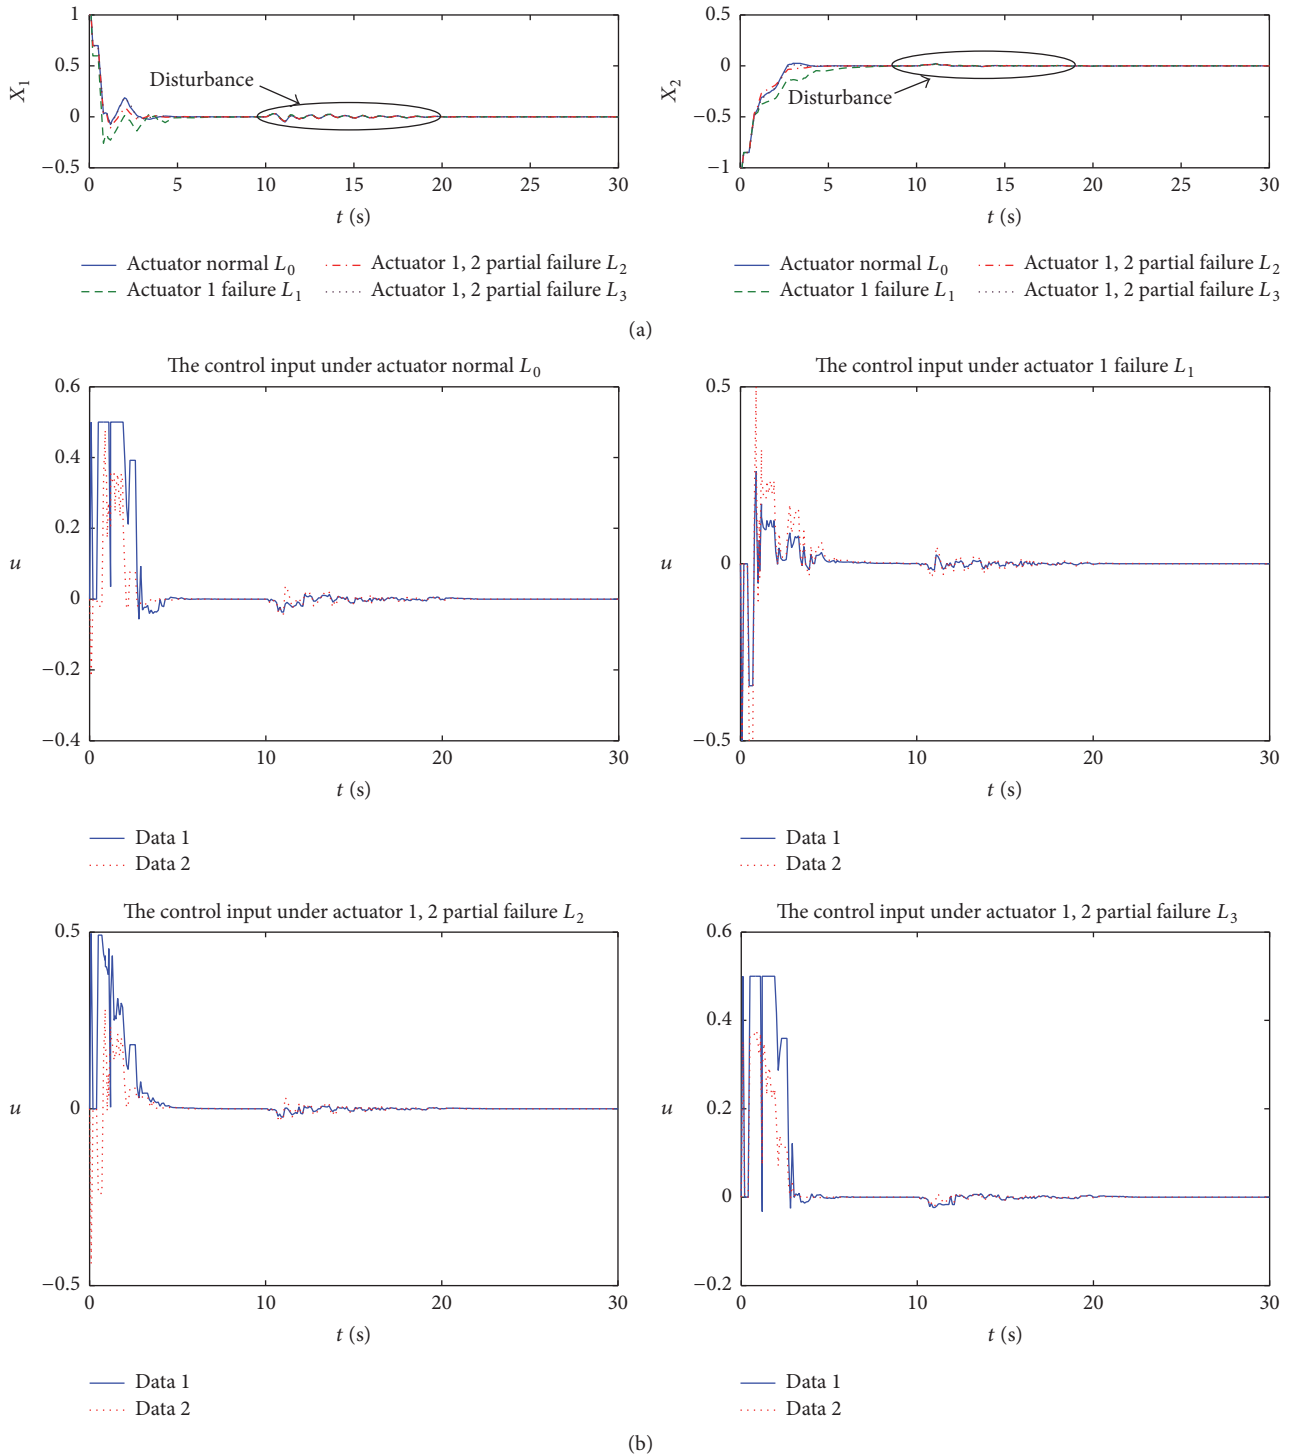 1
0.5
0
−0.5
X1
Disturbance
0 5 10 15 20 25 30
t (s)
Actuator normal L0
Actuator 1 failure L1
Actuator 1, 2 partial failure L2
Actuator 1, 2 partial failure L3
0.5
0
−0.5
−1
X2
Disturbance
0 5 10 15 20 25 30
t (s)
Actuator normal L0
Actuator 1 failure L1
Actuator 1, 2 partial failure L2
Actuator 1, 2 partial failure L3
(a)
The control input under actuator normal L0
0.6
0.4
0.2
0
−0.2
−0.4
u
0 10 20 30
t (s)
Data 1
Data 2
The control input under actuator 1 failure L1
0.5
0
−0.5
u
0 10 20 30
t (s)
Data 1
Data 2
The control input under actuator 1, 2 partial failure L2
0.5
0
−0.5
u
0 10 20 30
t (s)
Data 1
Data 2
The control input under actuator 1, 2 partial failure L3
0.6
0.4
0.2
0
−0.2
u
0 10 20 30
t (s)
Data 1
Data 2
(b)